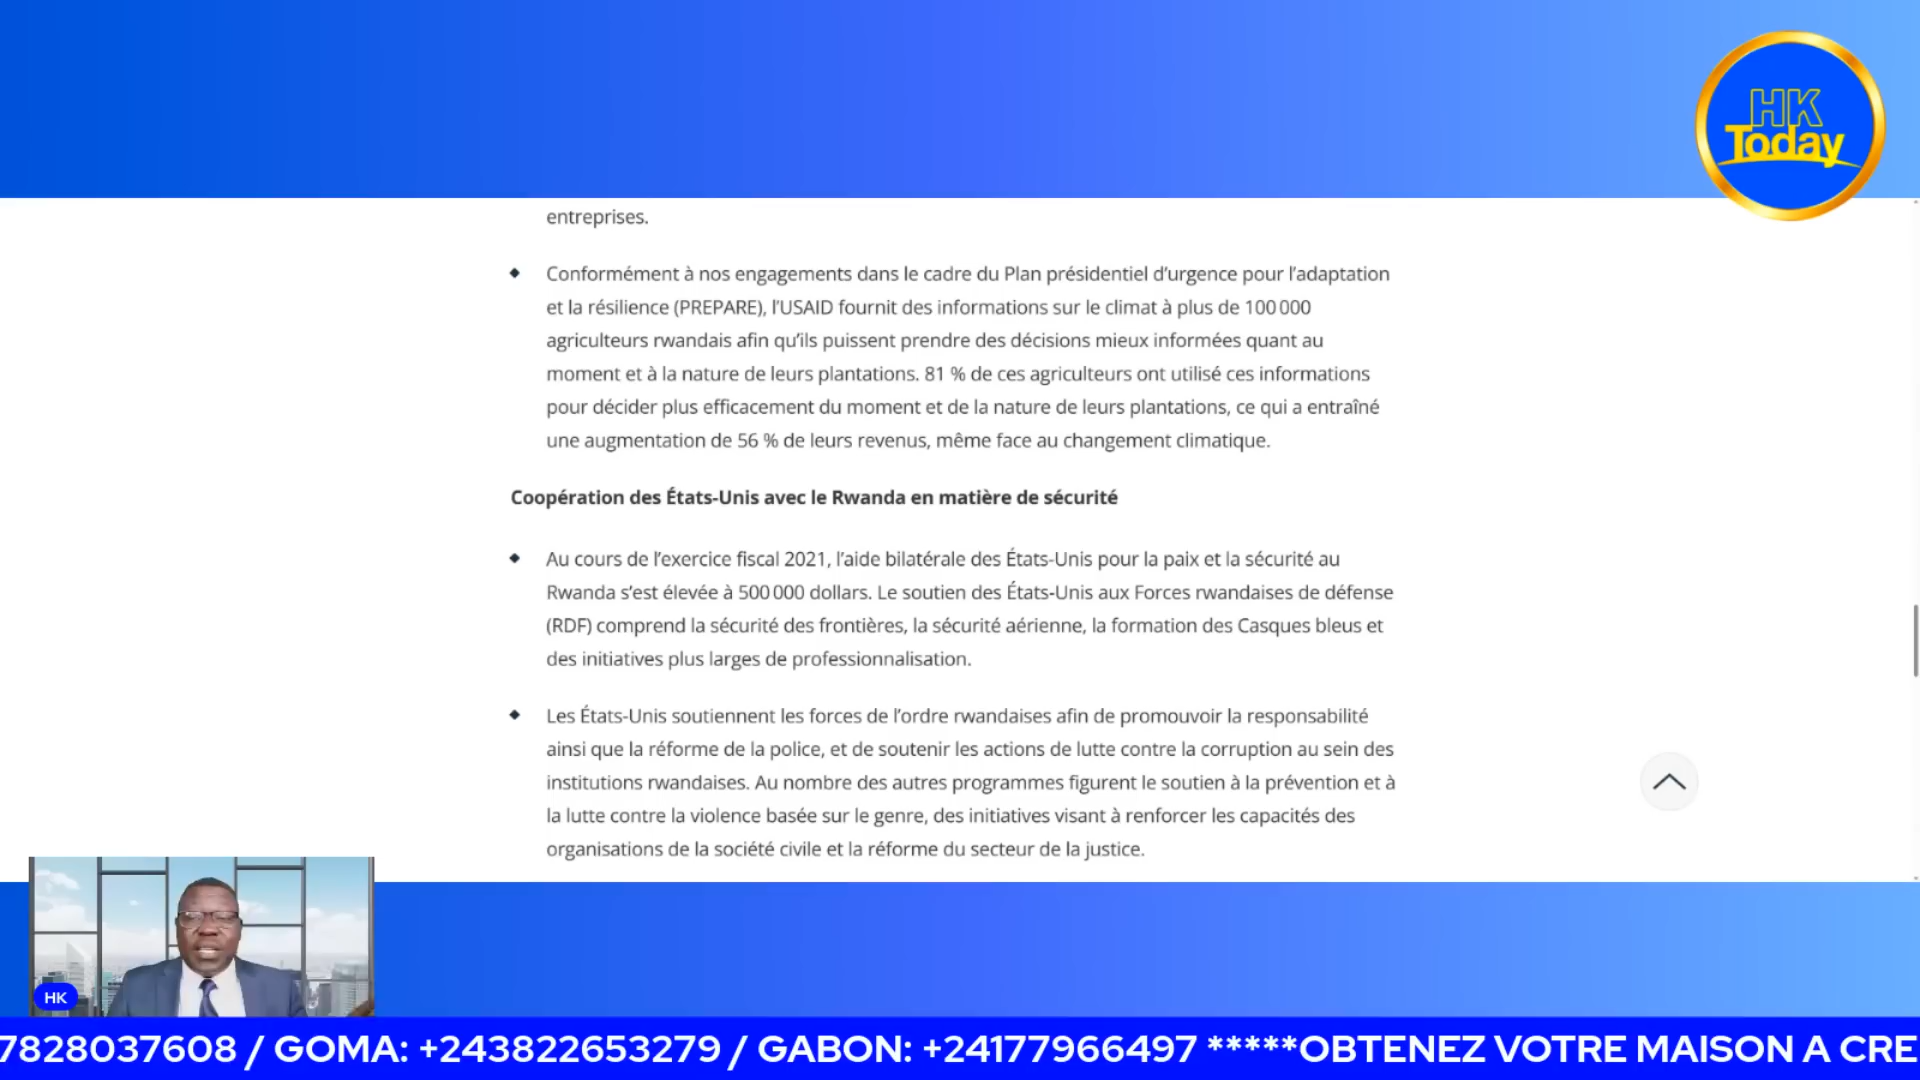 HK
Today
entreprises.
◆ Conformément à nos engagements dans le cadre du Plan présidentiel d’urgence pour l’adaptation
et la résilience (PREPARE), l’USAID fournit des informations sur le climat à plus de 100 000
agriculteurs rwandais afin qu’ils puissent prendre des décisions mieux informées quant au
moment et à la nature de leurs plantations. 81 % de ces agriculteurs ont utilisé ces informations
pour décider plus efficacement du moment et de la nature de leurs plantations, ce qui a entraîné
une augmentation de 56 % de leurs revenus, même face au changement climatique.
Coopération des États-Unis avec le Rwanda en matière de sécurité
◆ Au cours de l’exercice fiscal 2021, l’aide bilatérale des États-Unis pour la paix et la sécurité au
Rwanda s’est élevée à 500 000 dollars. Le soutien des États-Unis aux Forces rwandaises de défense
(RDF) comprend la sécurité des frontières, la sécurité aérienne, la formation des Casques bleus et
des initiatives plus larges de professionnalisation.
◆ Les États-Unis soutiennent les forces de l’ordre rwandaises afin de promouvoir la responsabilité
ainsi que la réforme de la police, et de soutenir les actions de lutte contre la corruption au sein des
institutions rwandaises. Au nombre des autres programmes figurent le soutien à la prévention et à
la lutte contre la violence basée sur le genre, des initiatives visant à renforcer les capacités des
organisations de la société civile et la réforme du secteur de la justice.
HK
7828037608 / GOMA: +243822653279 / GABON: +24177966497 *****OBTENEZ VOTRE MAISON A CRE